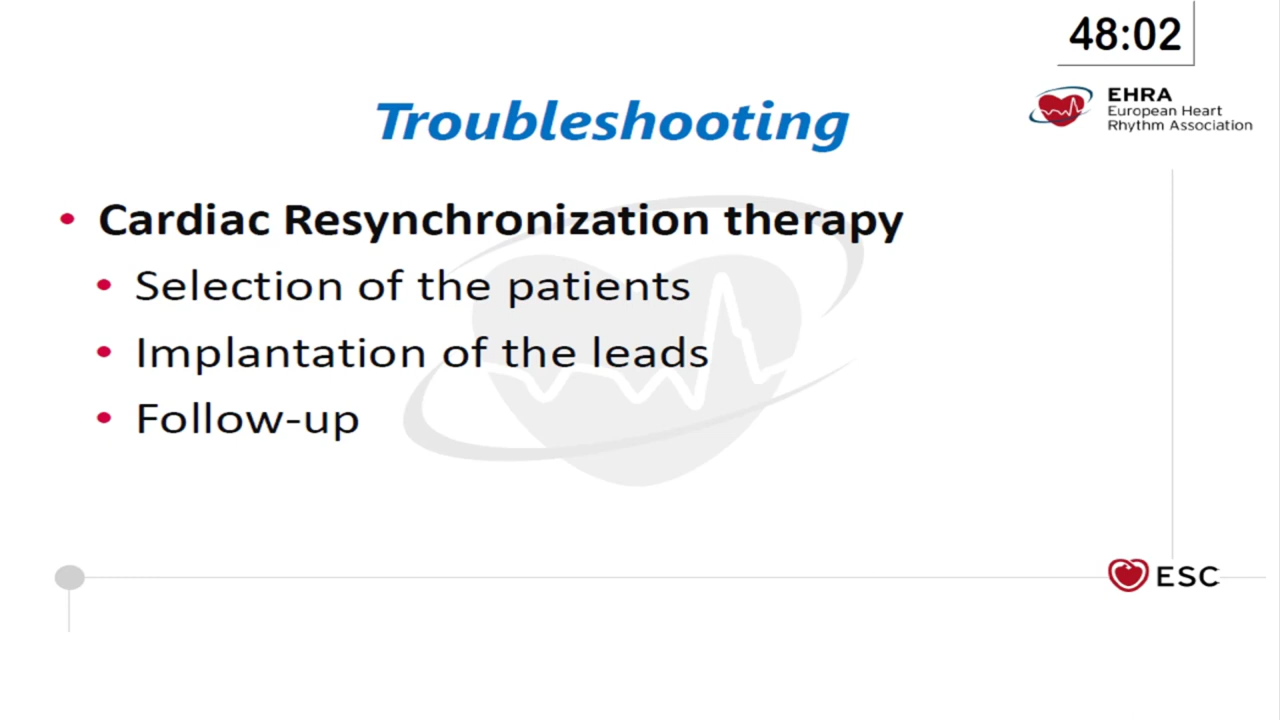 48:02
EHRA
European Heart
Rhythm Association
Troubleshooting
• Cardiac Resynchronization therapy
• Selection of the patients
• Implantation of the leads
• Follow-up
ESC